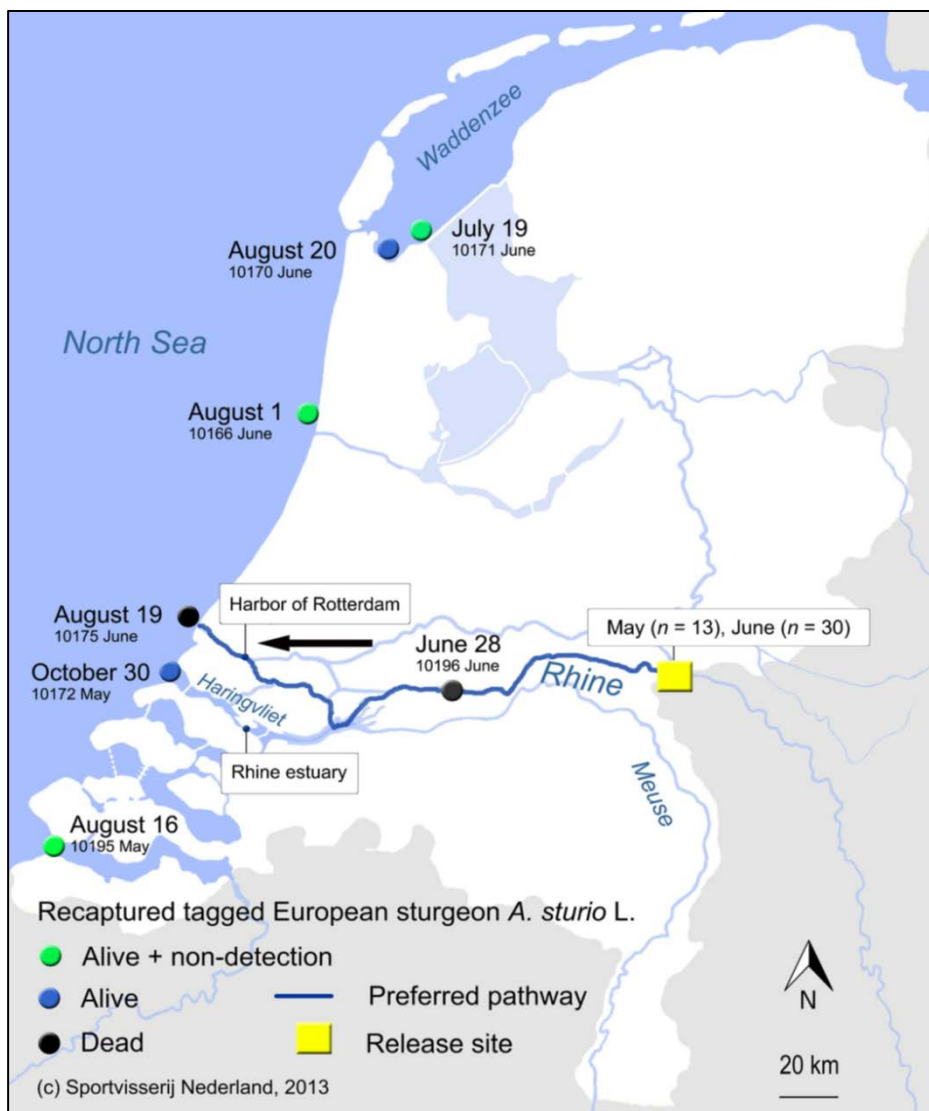 Waddenzee
July 19
10171 June
August 20
10170 June
North Sea
August 1
10166 June
Harbor of Rotterdam
May (n = 13), June (n = 30)
August 19
10175 June
June 28
10196 June
October 30
10172 May
Haringvliet
Rhine
Rhine estuary
Meuse
August 16
10195 May
Recaptured tagged European sturgeon A. sturio L.
Alive + non-detection
Alive
Preferred pathway
Dead
Release site
N
20 km
(c) Sportvisserij Nederland, 2013